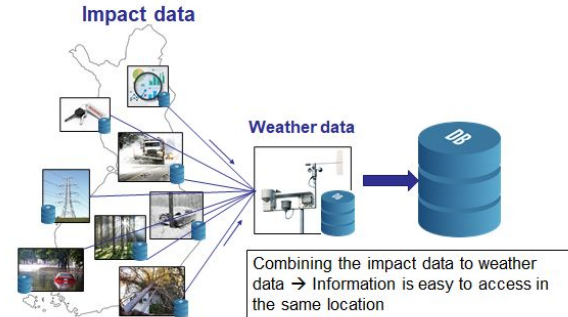 Impact data
Weather data
DB
Combining the impact data to weather
data → Information is easy to access in
the same location